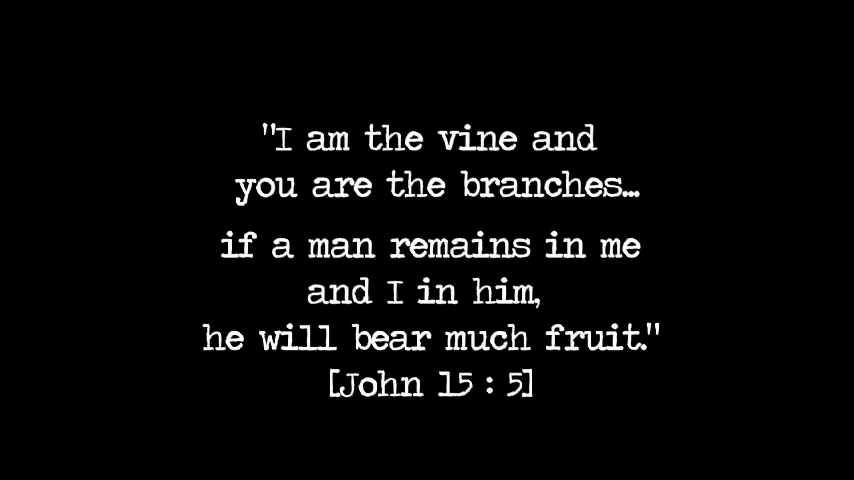 "I am the vine and
you are the branches...
if a man remains in me
and I in him,
he will bear much fruit."
[John 15 : 5]